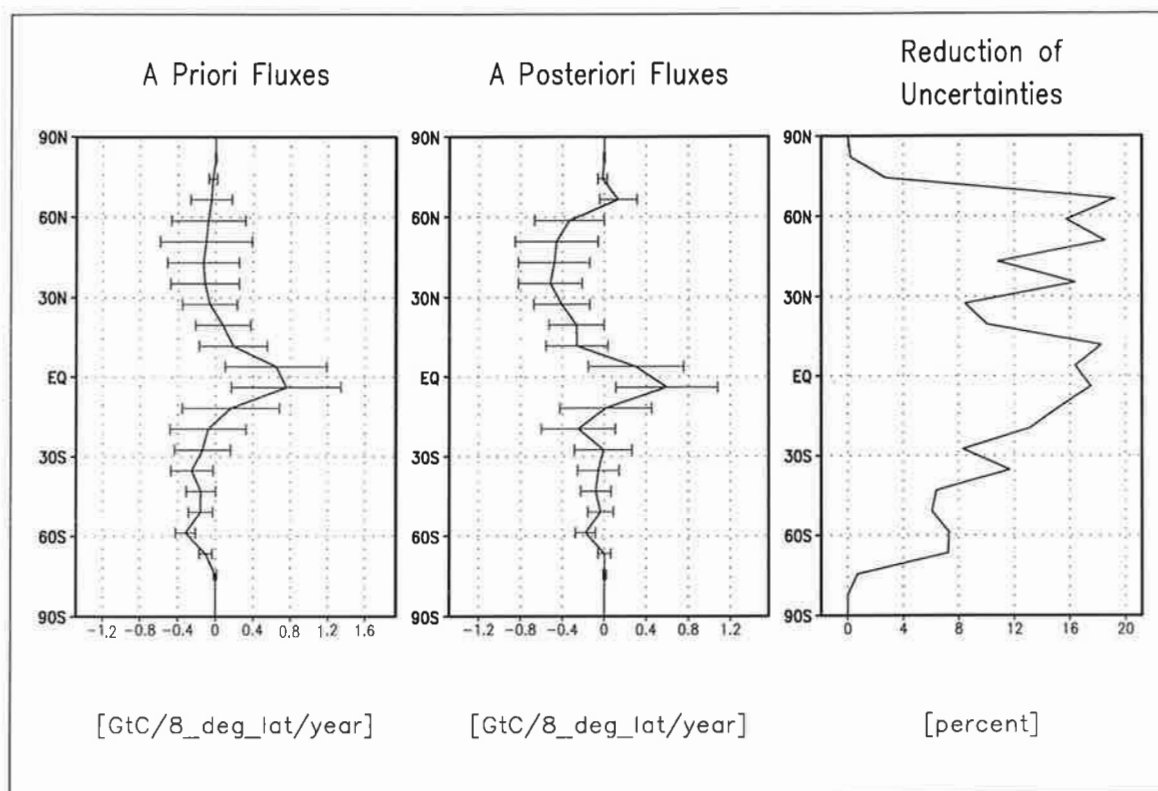 A Priori Fluxes
90N
60N
30N
EQ
30S
60S
90S
-1.2 -0.8 -0.4 0 0.4 0.8 1.2 1.6
[GtC/8_deg_lat/year]
A Posteriori Fluxes
90N
60N
30N
EQ
30S
60S
90S
-1.2 -0.8 -0.4 0 0.4 0.8 1.2
[GtC/8_deg_lat/year]
Reduction of
Uncertainties
90N
60N
30N
EQ
30S
60S
90S
0 4 8 12 16 20
[percent]